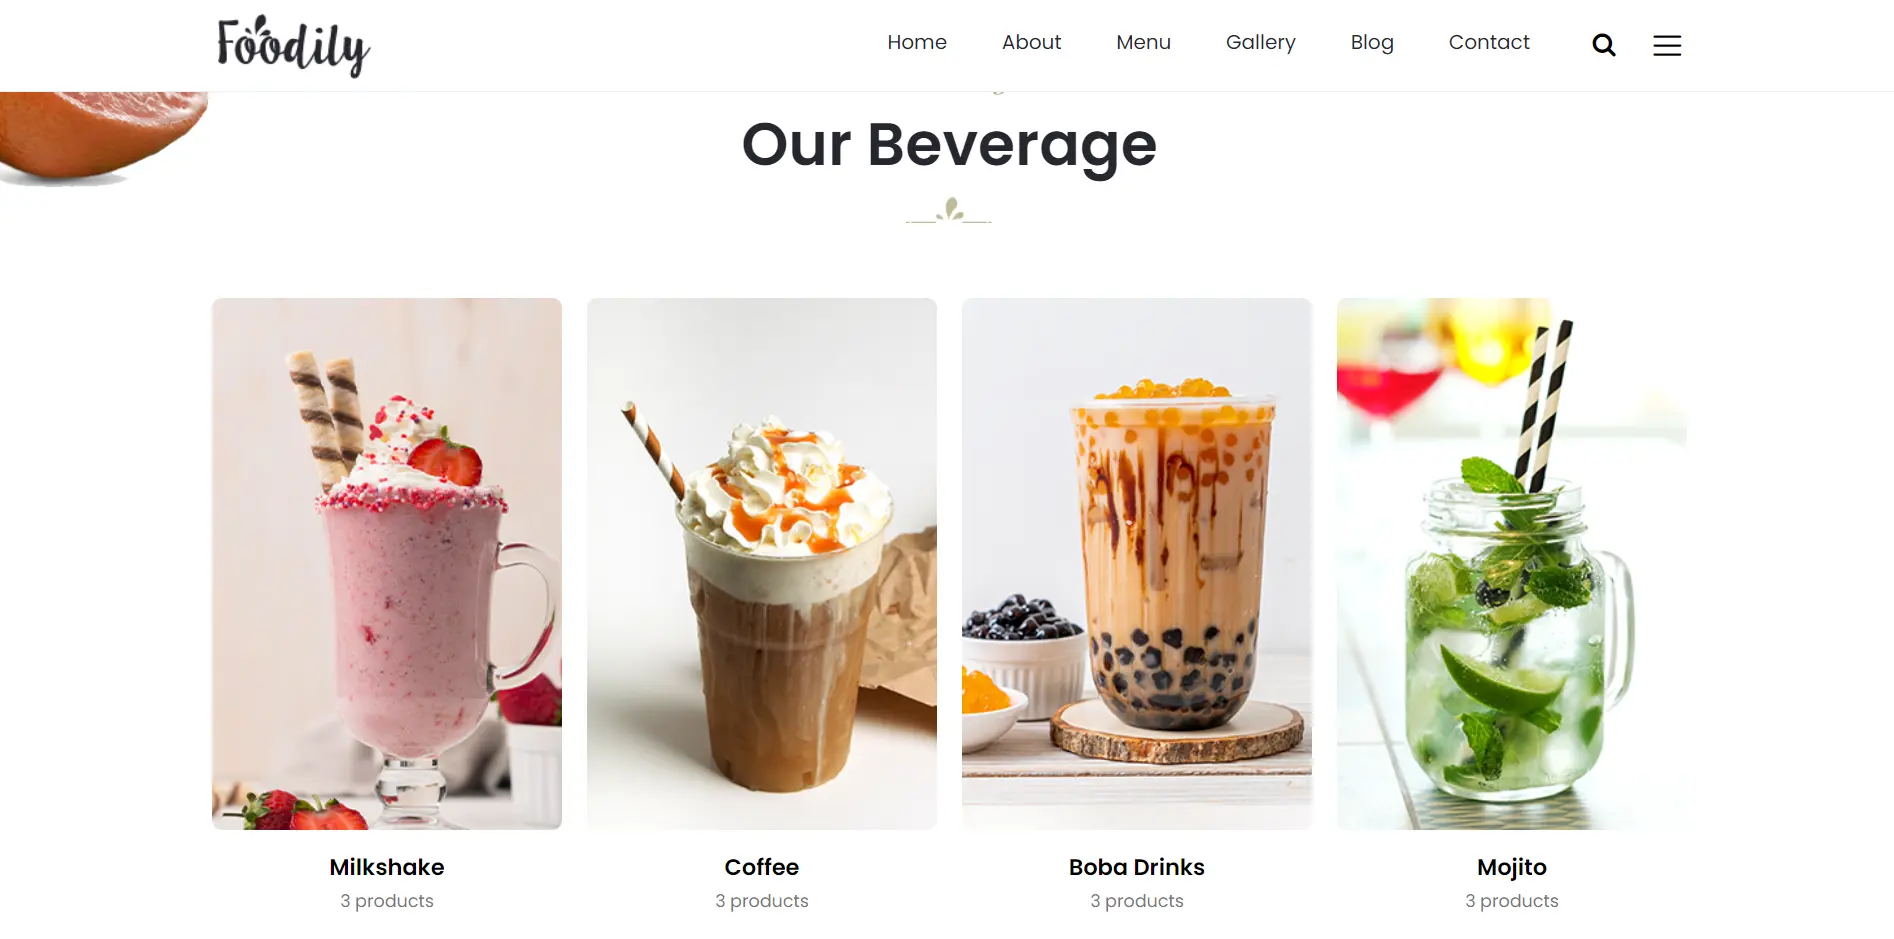 Foodily
Home About Menu Gallery Blog Contact
Our Beverage
Milkshake
3 products
Coffee
3 products
Boba Drinks
3 products
Mojito
3 products